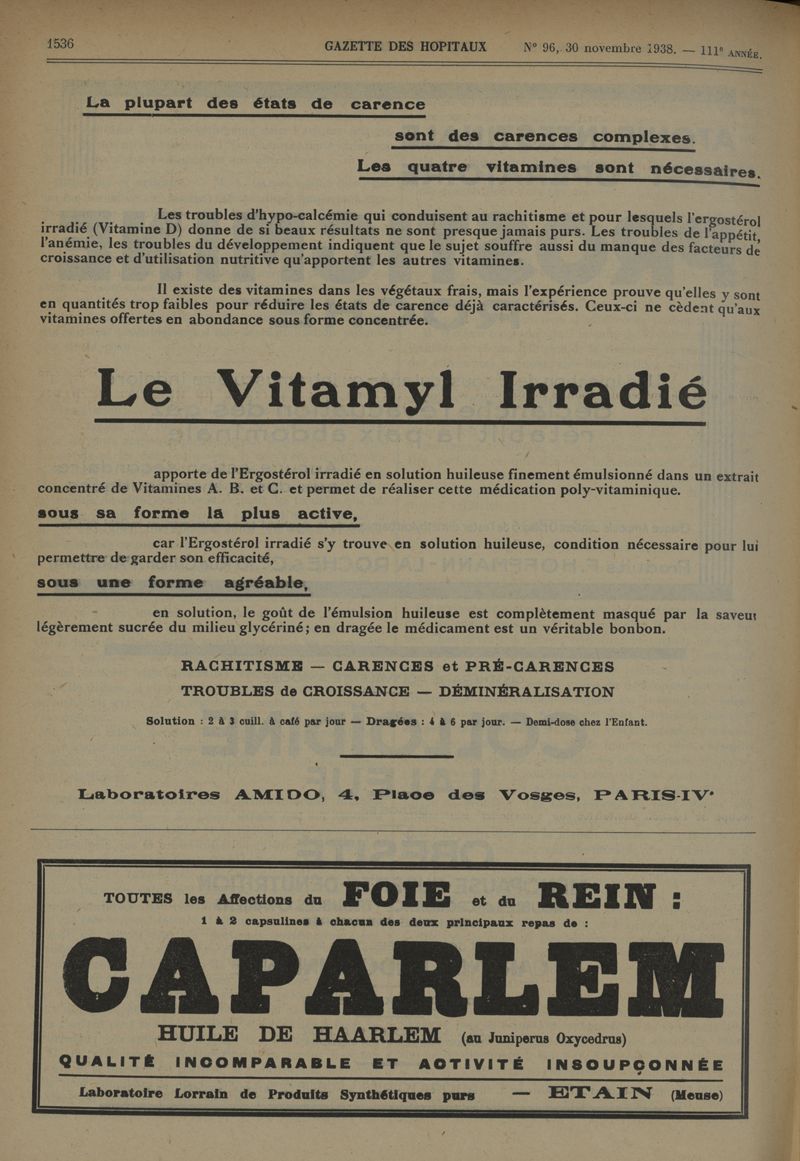 1536
GAZETTE DES HOPITAUX
N° 96, 30 novembre 1938. — 111e ANNÉE.
La plupart des états de carence
sont des carences complexes.
Les quatre vitamines sont nécessaires.
Les troubles d'hypo-calcémie qui conduisent au rachitisme et pour lesquels l'ergostérol
irradié (Vitamine D) donne de si beaux résultats ne sont presque jamais purs. Les troubles de l'appétit,
l'anémie, les troubles du développement indiquent que le sujet souffre aussi du manque des facteurs de
croissance et d'utilisation nutritive qu'apportent les autres vitamines.
Il existe des vitamines dans les végétaux frais, mais l'expérience prouve qu'elles y sont
en quantités trop faibles pour réduire les états de carence déjà caractérisés. Ceux-ci ne cèdent qu'aux
vitamines offertes en abondance sous forme concentrée.
Le Vitamyl Irradié
apporte de l'Ergostérol irradié en solution huileuse finement émulsionné dans un extrait
concentré de Vitamines A. B. et C. et permet de réaliser cette médication poly-vitaminique.
sous sa forme la plus active,
car l'Ergostérol irradié s'y trouve en solution huileuse, condition nécessaire pour lui
permettre de garder son efficacité,
sous une forme agréable,
en solution, le goût de l'émulsion huileuse est complètement masqué par la saveur
légèrement sucrée du milieu glycériné; en dragée le médicament est un véritable bonbon.
RACHITISME — CARENCES et PRÉ-CARENCES
TROUBLES de CROISSANCE — DÉMINÉRALISATION
Solution : 2 à 3 cuill. à café par jour — Dragées : 4 à 6 par jour. — Demi-dose chez l'Enfant.
Laboratoires AMIDO, 4, Place des Vosges, PARIS-IVe
TOUTES les Affections du FOIE et du REIN :
1 à 2 capsulines à chacun des deux principaux repas de :
CAPARLEM
HUILE DE HAARLEM (au Juniperus Oxycedrus)
QUALITÉ INCOMPARABLE ET ACTIVITÉ INSOUPÇONNÉE
Laboratoire Lorrain de Produits Synthétiques purs — ETAIN (Meuse)